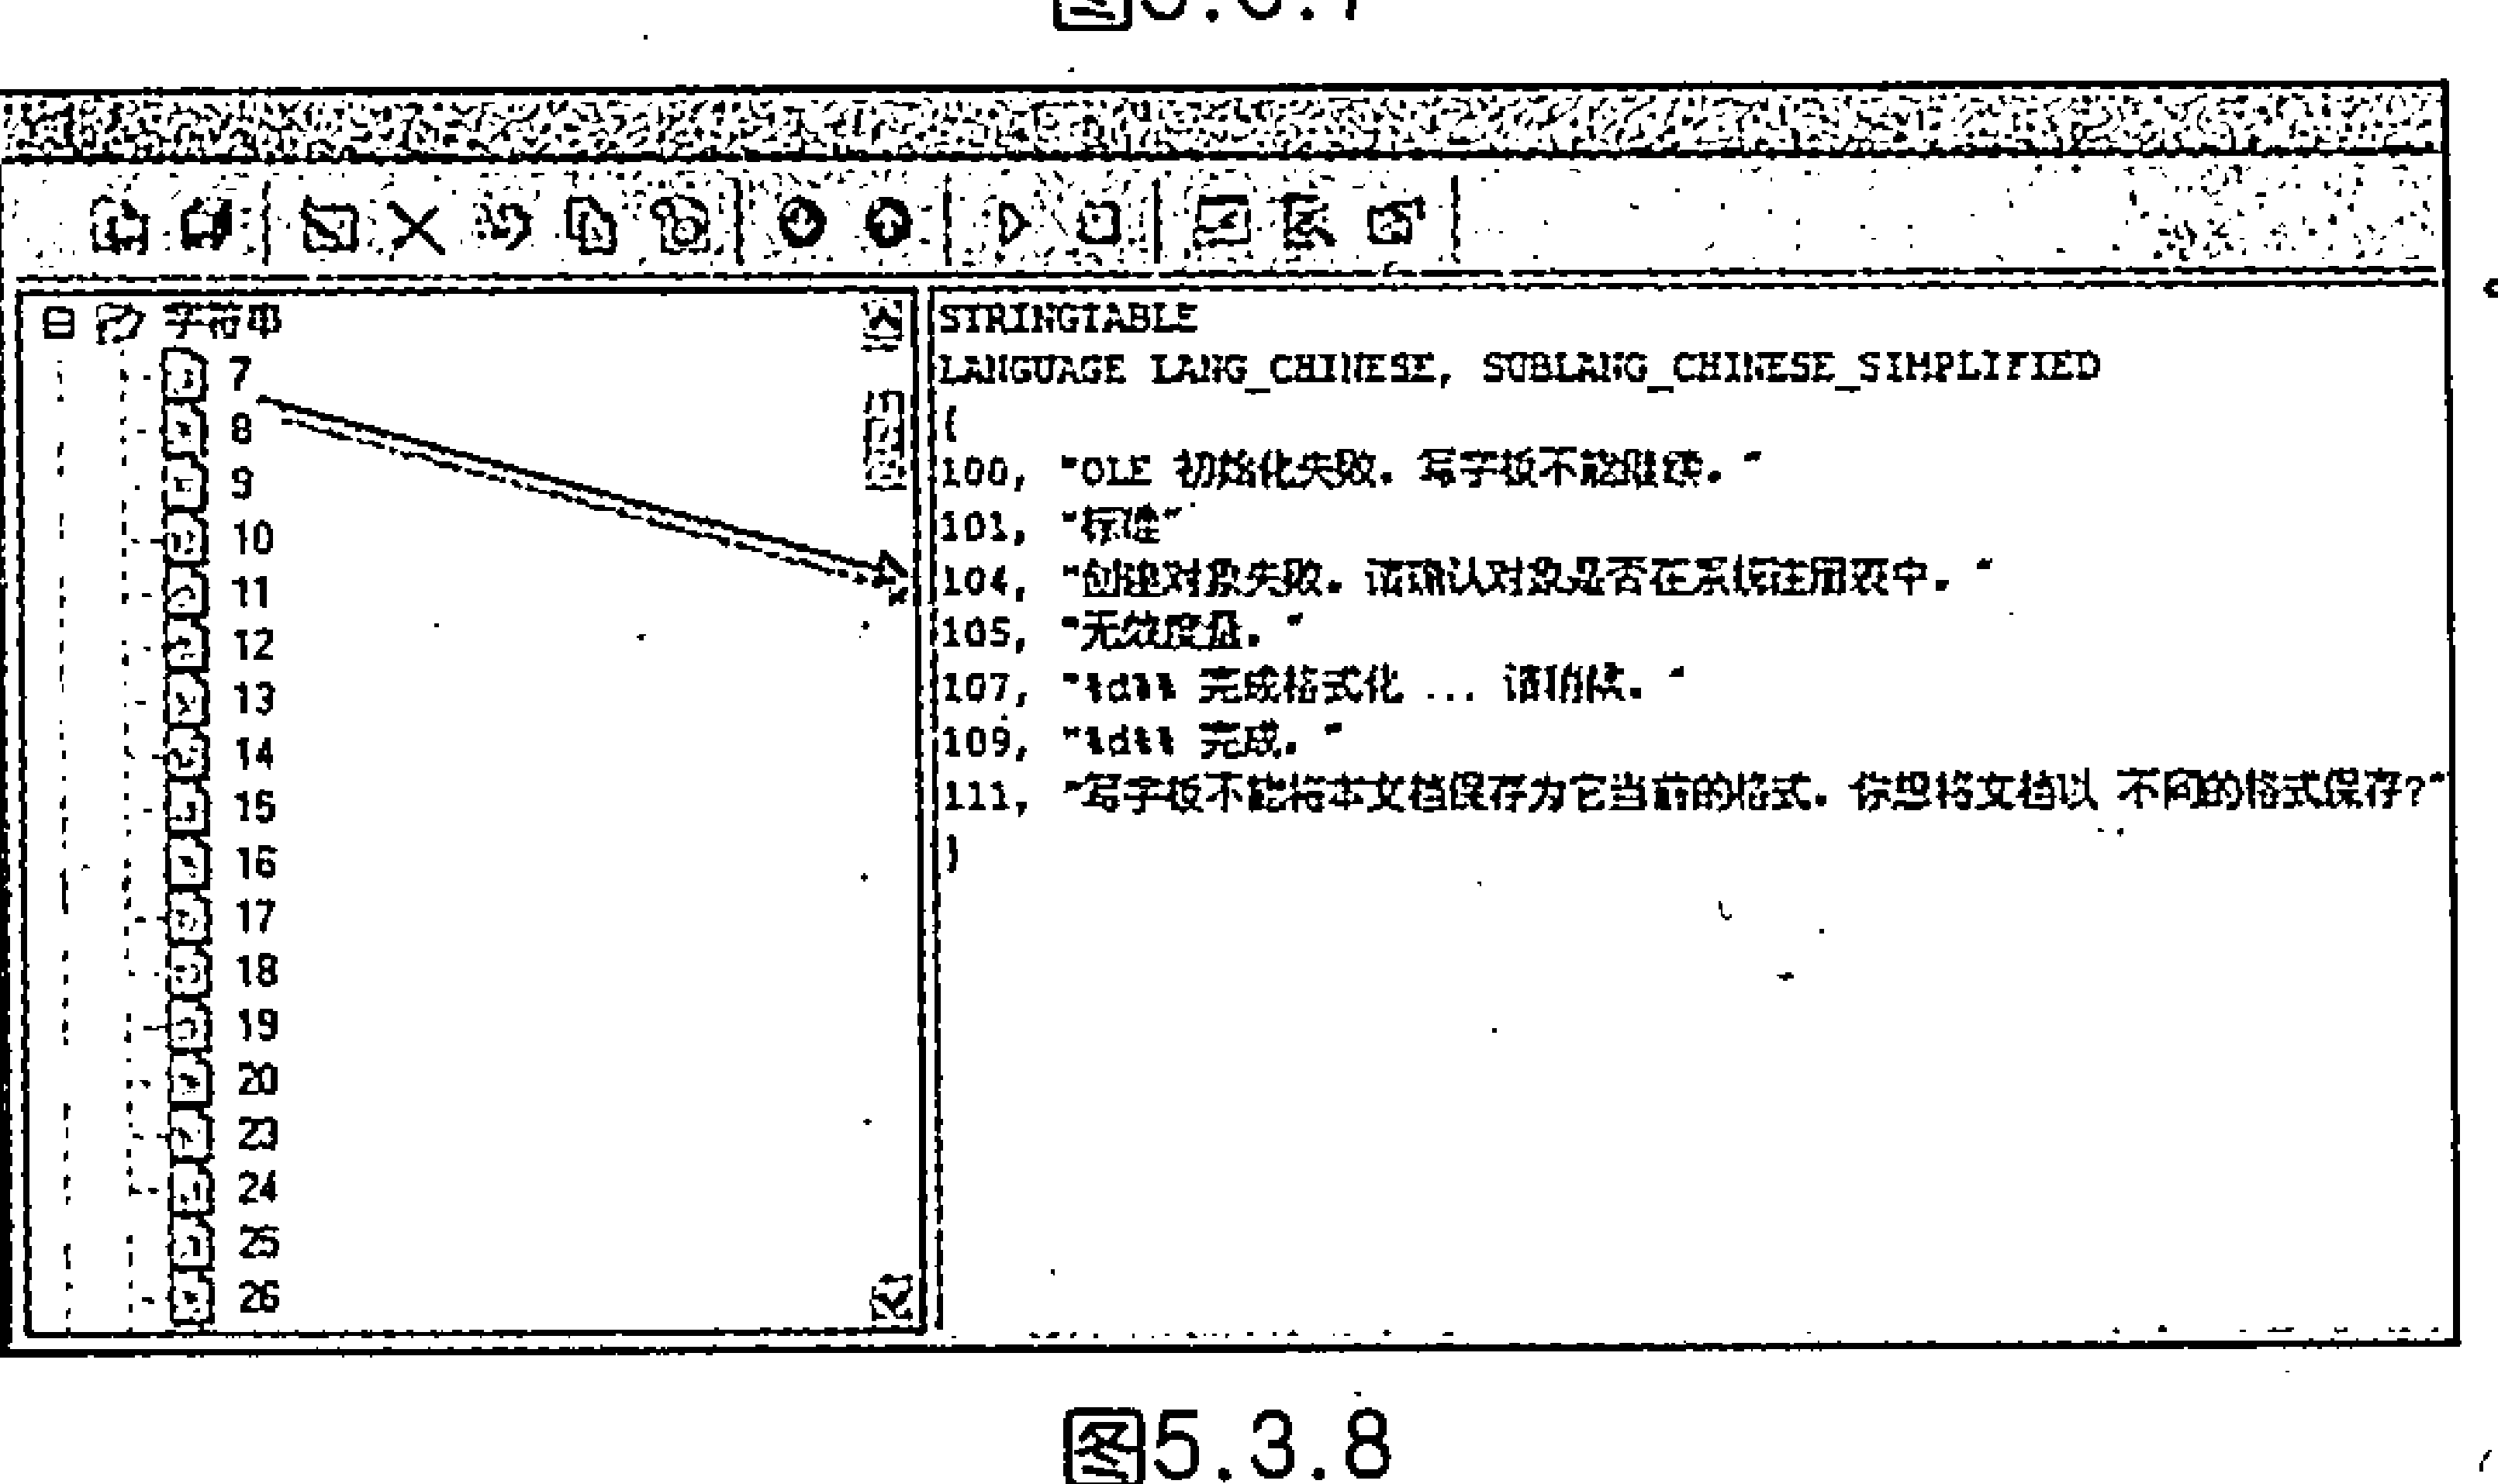 字符串
7
8
9
10
11
12
13
14
15
16
17
18
19
20
23
24
25
26
STRINGTABLE
LANGUAGE LANG_CHINESE, SUBLANG_CHINESE_SIMPLIFIED
{
100, "OLE 初始化失败. 写字板不能继续. "
101, "标准"
104, "创建对象失败. 请确认对象是否在系统注册表中. "
105, "无效度量. "
107, "%d%% 完成格式化 ... 请稍候. "
109, "%d%% 完成. "
111, "写字板不能将本文档保存为它当前的格式. 你想将文档以 不同的格式保存?"
}
图5.3.8